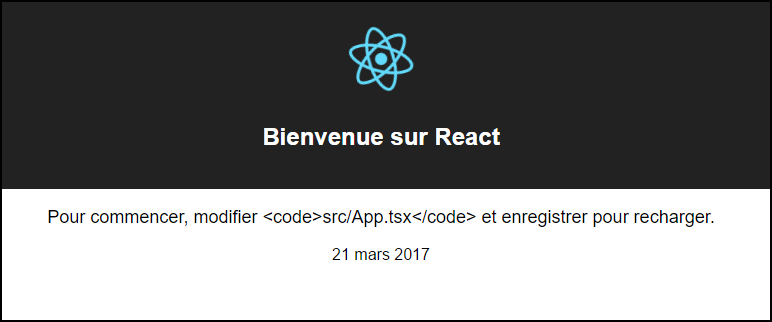 Bienvenue sur React
Pour commencer, modifier <code>src/App.tsx</code> et enregistrer pour recharger.
21 mars 2017